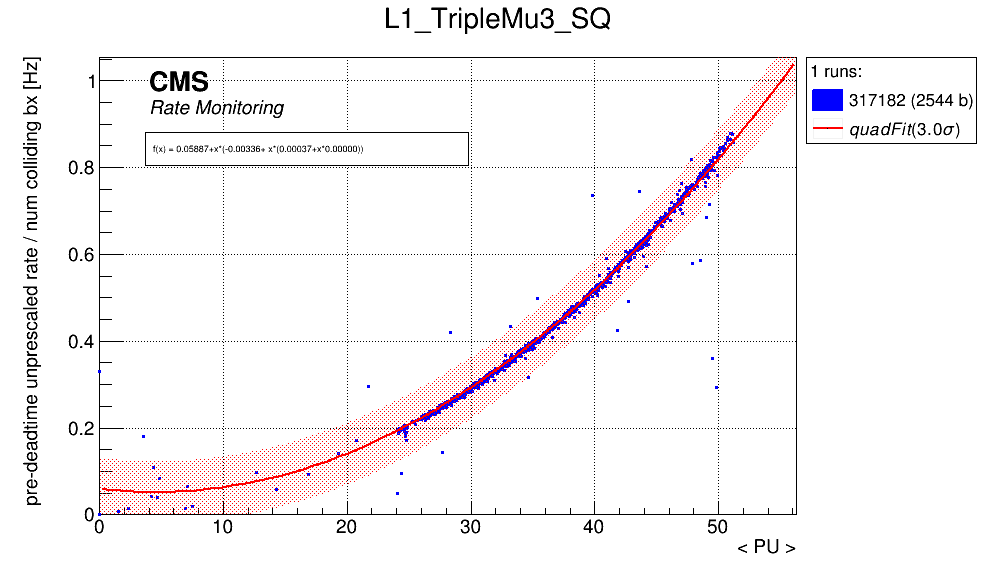 L1_TripleMu3_SQ
pre-deadtime unprescaled rate / num colliding bx [Hz]
CMS
Rate Monitoring
f(x) = 0.05887+x*(-0.00336+ x*(0.00037+x*0.00000))
1
0.8
0.6
0.4
0.2
0
0 10 20 30 40 50
< PU >
1 runs:
317182 (2544 b)
quadFit(3.0σ)